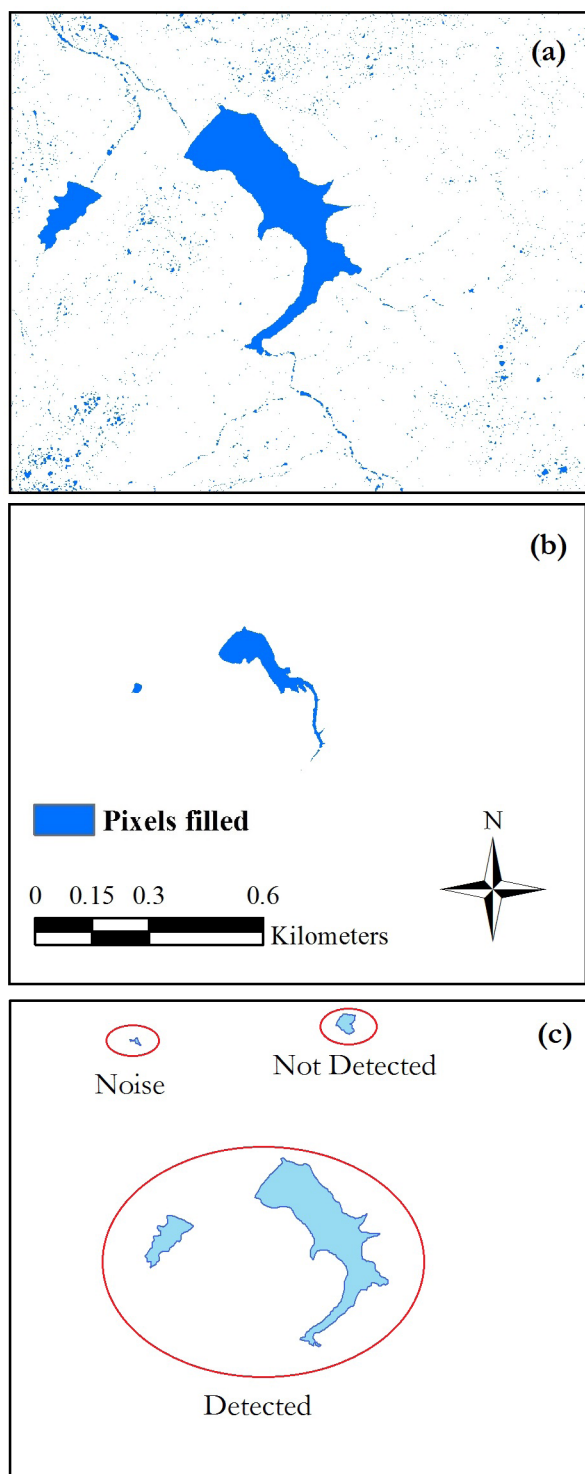 (a)
(b)
Pixels filled
N
0 0.15 0.3 0.6
Kilometers
(c)
Noise
Not Detected
Detected